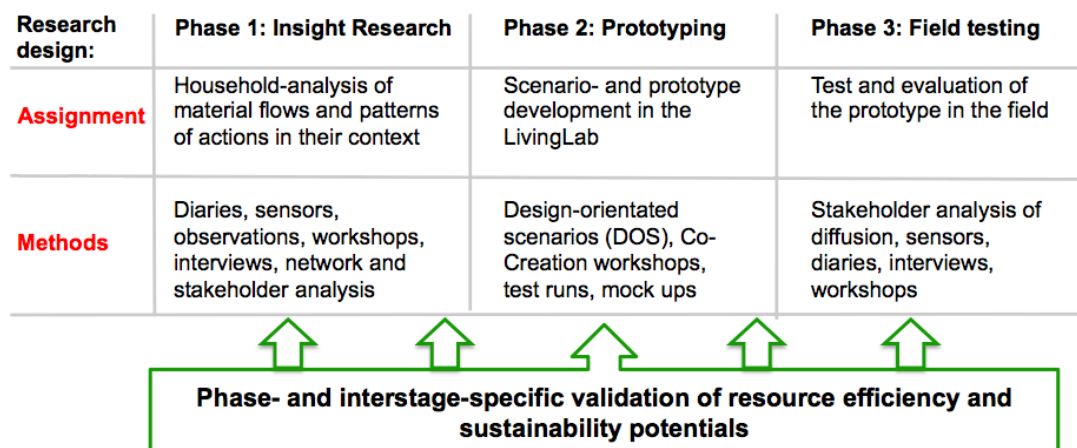 Research design:
Phase 1: Insight Research
Phase 2: Prototyping
Phase 3: Field testing
Assignment
Household-analysis of
material flows and patterns
of actions in their context
Scenario- and prototype
development in the
LivingLab
Test and evaluation of
the prototype in the field
Methods
Diaries, sensors,
observations, workshops,
interviews, network and
stakeholder analysis
Design-orientated
scenarios (DOS), Co-
Creation workshops,
test runs, mock ups
Stakeholder analysis of
diffusion, sensors,
diaries, interviews,
workshops
Phase- and interstage-specific validation of resource efficiency and
sustainability potentials